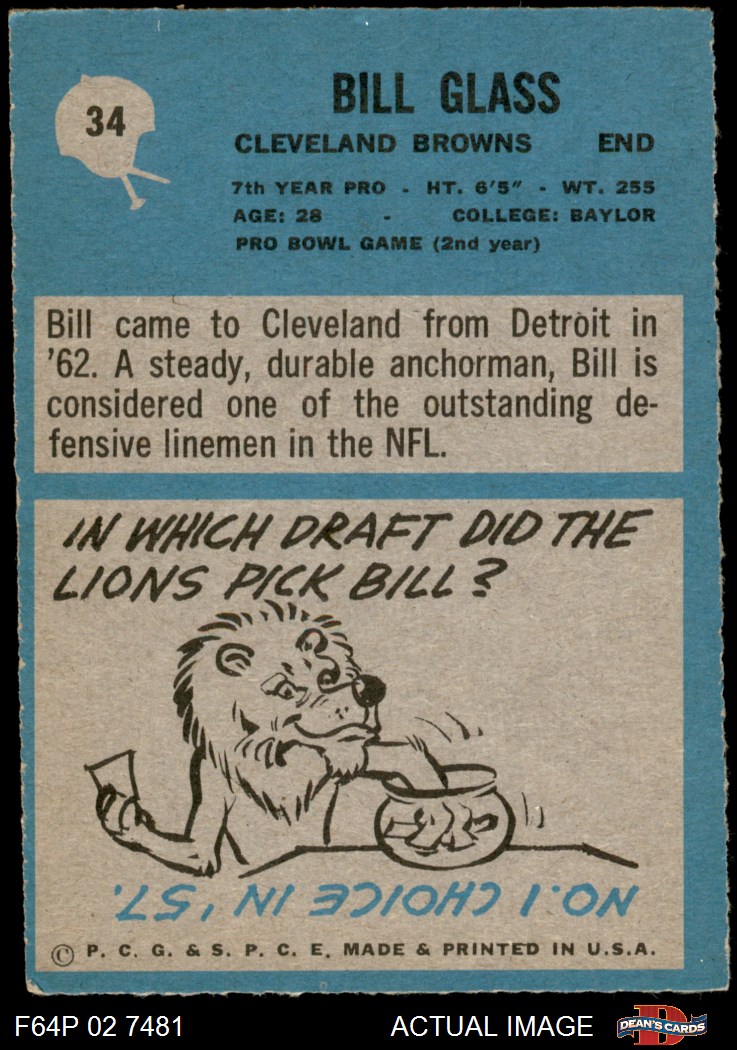 34
BILL GLASS
CLEVELAND BROWNS END
7th YEAR PRO - HT. 6'5" - WT. 255
AGE: 28 - COLLEGE: BAYLOR
PRO BOWL GAME (2nd year)
Bill came to Cleveland from Detroit in
'62. A steady, durable anchorman, Bill is
considered one of the outstanding de-
fensive linemen in the NFL.
IN WHICH DRAFT DID THE
LIONS PICK BILL?
NO. 1 CHOICE IN '57.
© P. C. G. & S. P. C. E. MADE & PRINTED IN U.S.A.
F64P 02 7481 ACTUAL IMAGE D DEAN'S CARDS